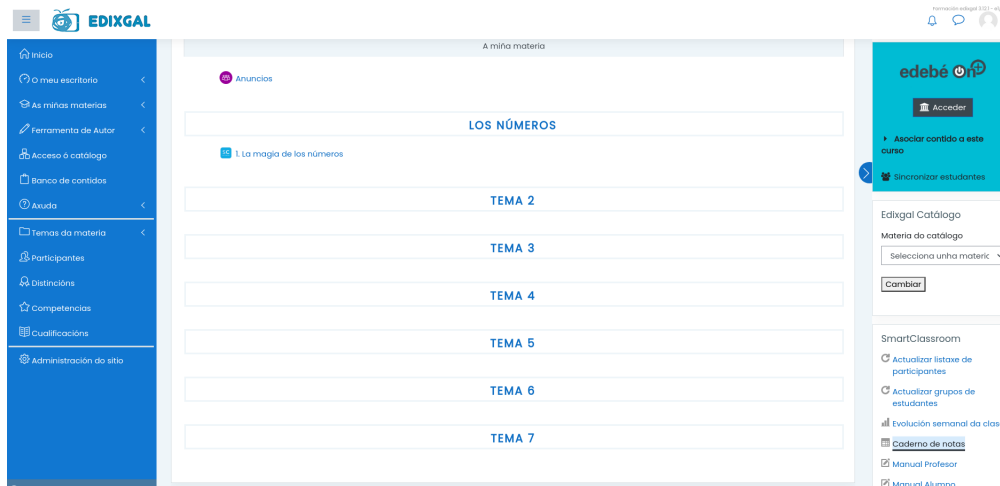 EDIXGAL
Inicio
O meu escritorio
As miñas materias
Ferramenta de Autor
Acceso ó catálogo
Banco de contidos
Axuda
Temas da materia
Participantes
Distincións
Competencias
Cualificacións
Administración do sitio
A miña materia
Anuncios
LOS NÚMEROS
1. La magia de los números
TEMA 2
TEMA 3
TEMA 4
TEMA 5
TEMA 6
TEMA 7
edebé On+
Acceder
Asociar contido a este
curso
Sincronizar estudantes
Edixgal Catálogo
Materia do catálogo
Selecciona unha materia
Cambiar
SmartClassroom
Actualizar listaxe de
participantes
Actualizar grupos de
estudantes
Evolución semanal da clas
Caderno de notas
Manual Profesor
Manual Alumno